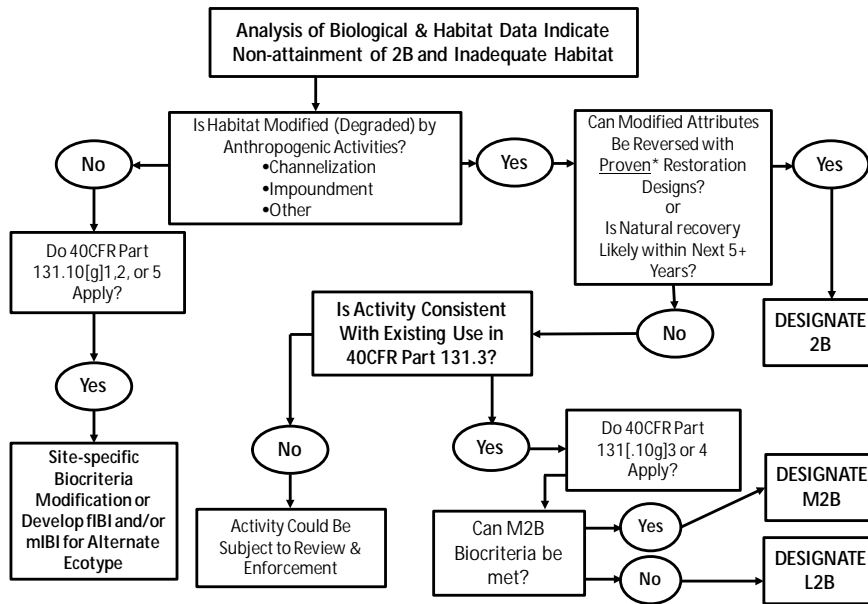 Analysis of Biological & Habitat Data Indicate
Non-attainment of 2B and Inadequate Habitat
Is Habitat Modified (Degraded) by
Anthropogenic Activities?
•Channelization
•Impoundment
•Other
No
Yes
Can Modified Attributes
Be Reversed with
Proven* Restoration
Designs?
or
Is Natural recovery
Likely within Next 5+
Years?
Yes
Do 40CFR Part
131.10[g]1,2, or 5
Apply?
Is Activity Consistent
With Existing Use in
40CFR Part 131.3?
No
DESIGNATE
2B
Yes
No
Yes
Do 40CFR Part
131[.10g]3 or 4
Apply?
Site-specific
Biocriteria
Modification or
Develop fIBI and/or
mIBI for Alternate
Ecotype
Activity Could Be
Subject to Review &
Enforcement
Can M2B
Biocriteria be
met?
Yes
No
DESIGNATE
M2B
DESIGNATE
L2B